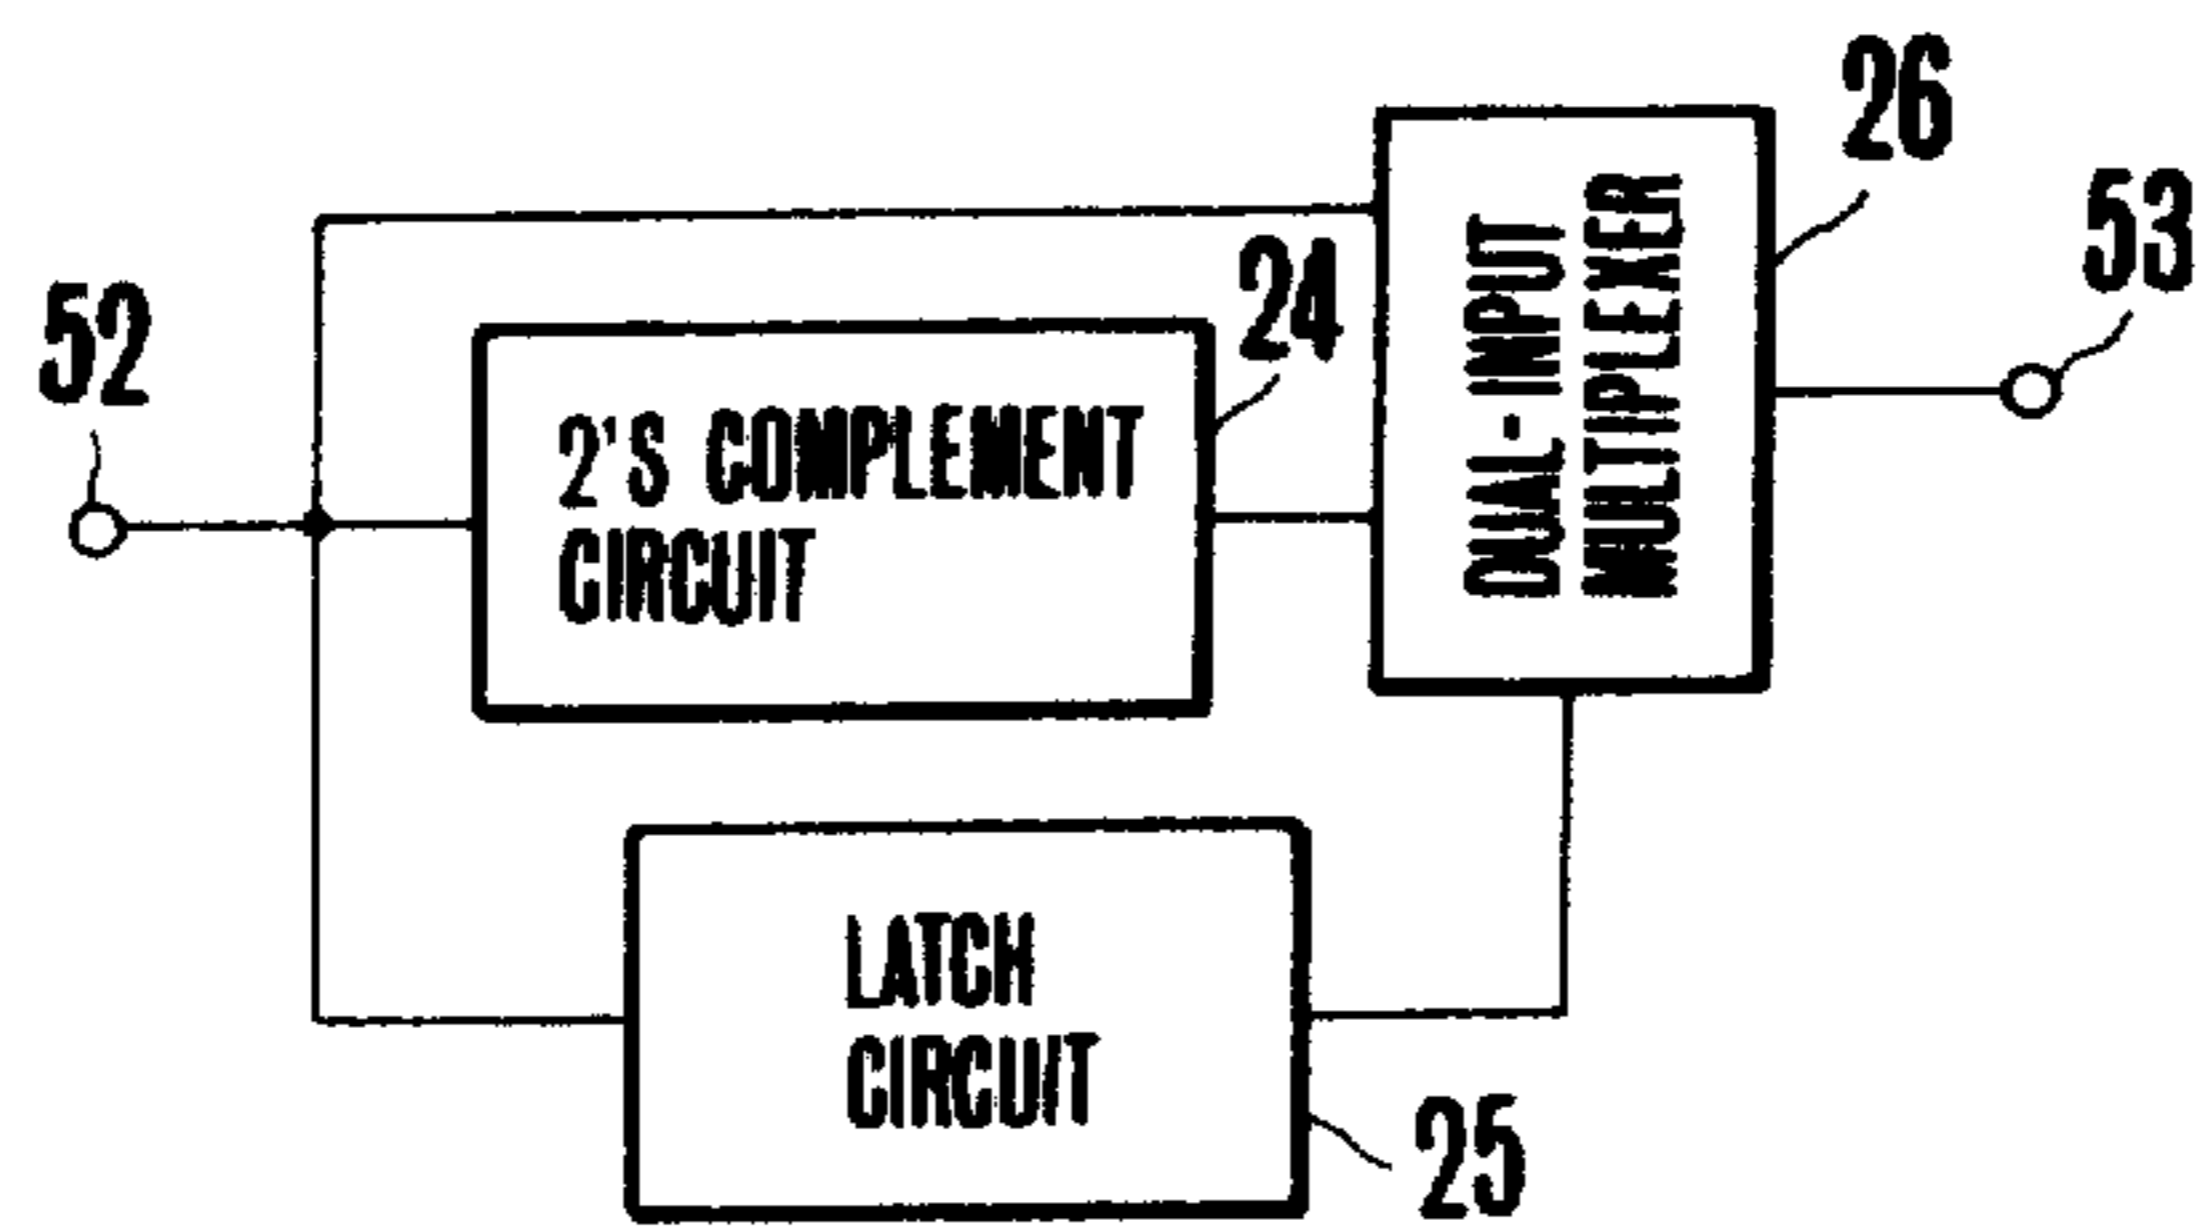 26
53
52
24
2'S COMPLEMENT
CIRCUIT
DUAL-INPUT
MULTIPLEXER
LATCH
CIRCUIT
25